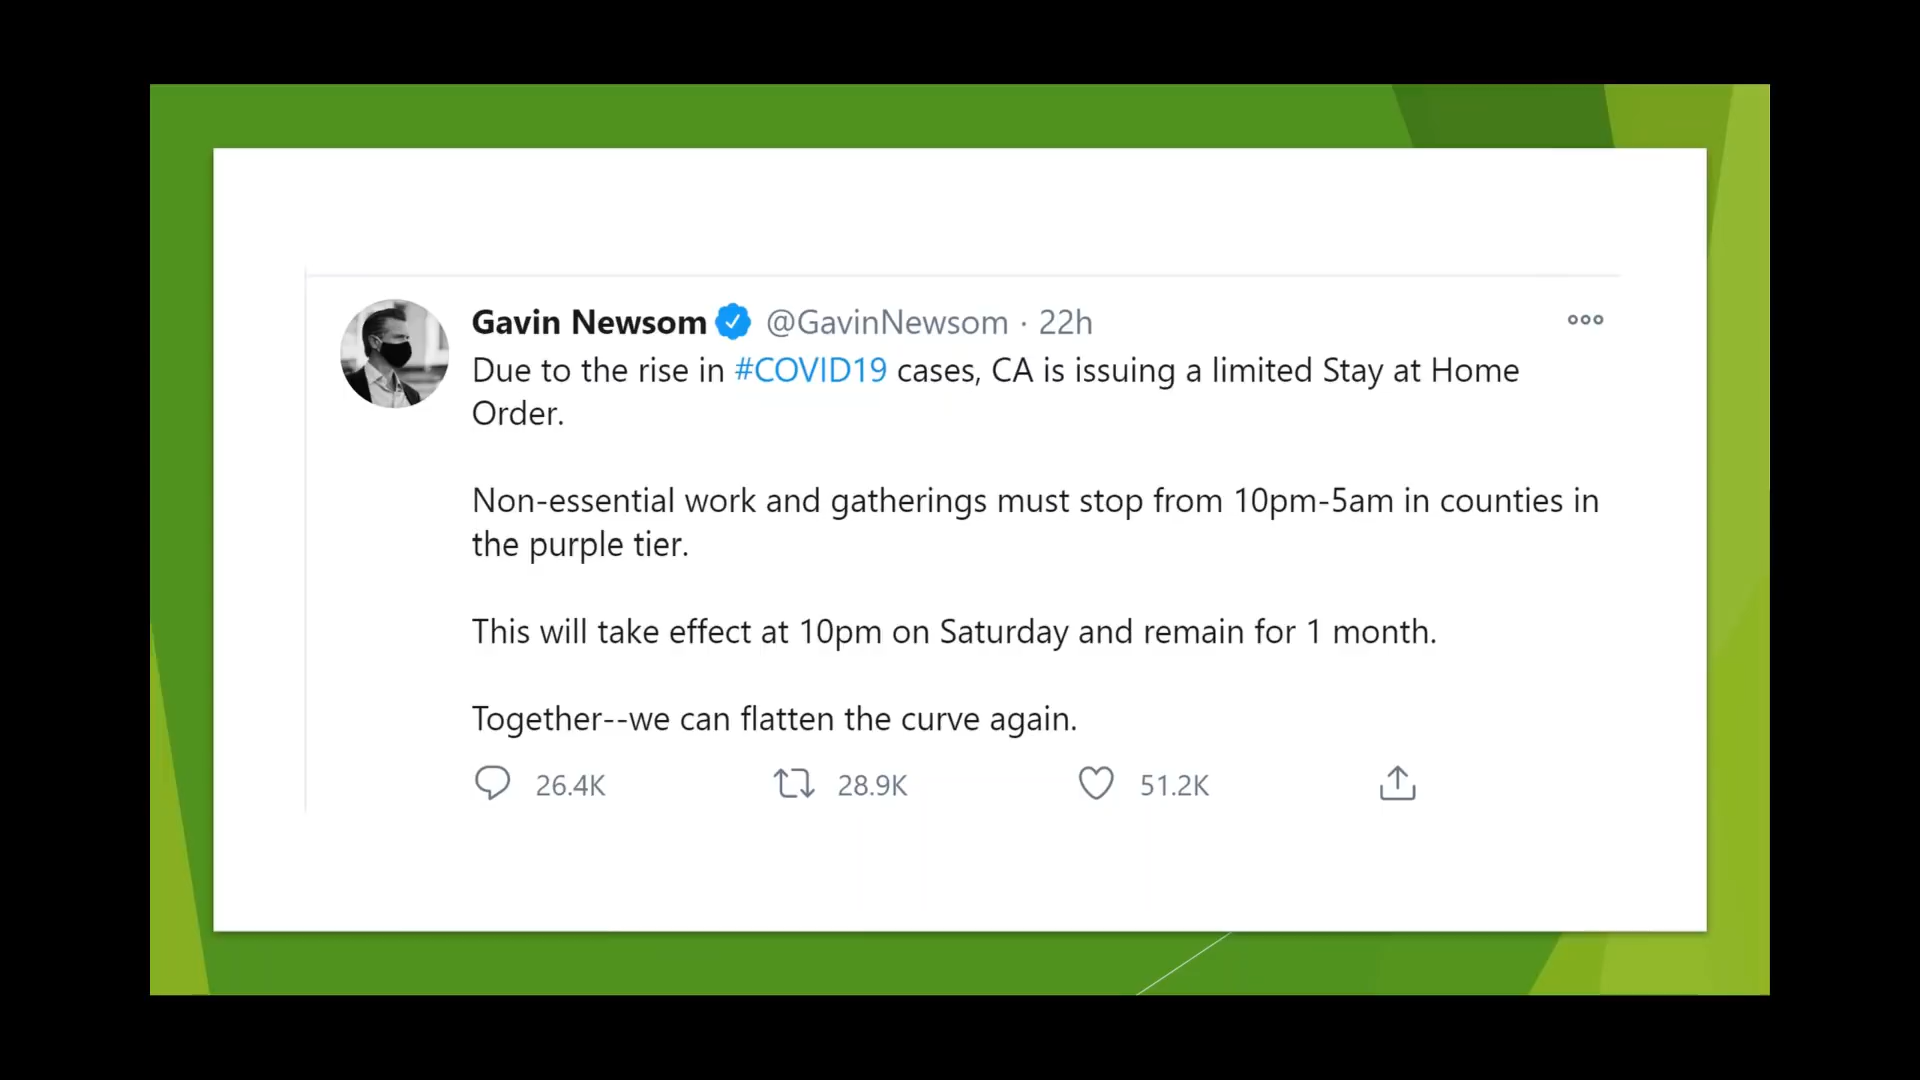 Gavin Newsom @GavinNewsom · 22h
Due to the rise in #COVID19 cases, CA is issuing a limited Stay at Home
Order.
Non-essential work and gatherings must stop from 10pm-5am in counties in
the purple tier.
This will take effect at 10pm on Saturday and remain for 1 month.
Together--we can flatten the curve again.
26.4K 28.9K 51.2K